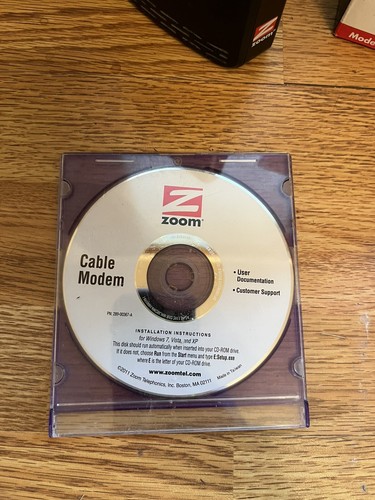 zoom
Mode
Z
zoom
Cable
Modem
• User
Documentation
• Customer Support
INSTALLATION INSTRUCTIONS
for Windows 7, Vista, and XP
This disk should run automatically when inserted into your CD-ROM drive.
If it does not, choose Run from the Start menu and type E:Setup.exe
where E is the letter of your CD-ROM drive.
www.zoomtel.com
©2011 Zoom Telephonics, Inc. Boston, MA 02111
Made in Taiwan